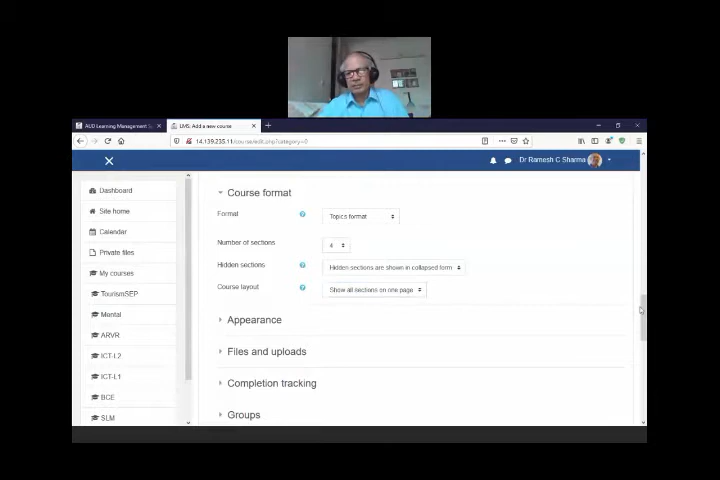 AUD Learning Management S
LMS: Add a new course
14.139.235.11/course/edit.php?category=0
Dr Ramesh C Sharma
Dashboard
Site home
Calendar
Private files
My courses
TourismSEP
Mental
ARVR
ICT-L2
ICT-L1
BCE
SLM
Course format
Format
Topics format
Number of sections
4
Hidden sections
Hidden sections are shown in collapsed form
Course layout
Show all sections on one page
Appearance
Files and uploads
Completion tracking
Groups